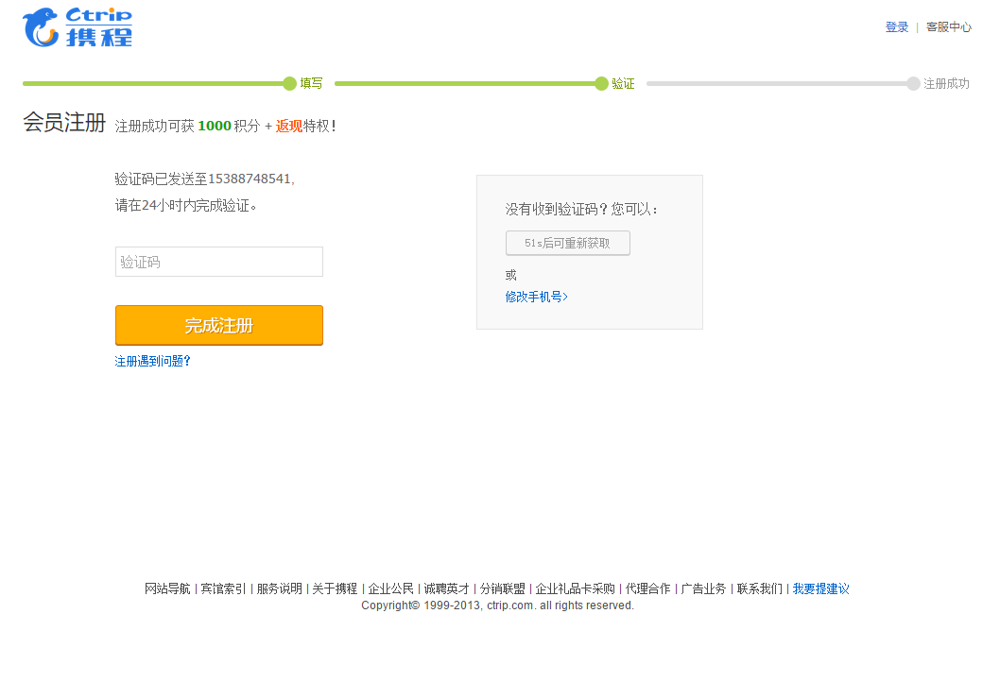 Ctrip
携程
登录 | 客服中心
填写
验证
注册成功
会员注册 注册成功可获 1000 积分 + 返现特权!
验证码已发送至15388748541,
请在24小时内完成验证。
没有收到验证码?您可以:
51s后可重新获取
或
修改手机号>
验证码
完成注册
注册遇到问题?
网站导航 | 宾馆索引 | 服务说明 | 关于携程 | 企业公民 | 诚聘英才 | 分销联盟 | 企业礼品卡采购 | 代理合作 | 广告业务 | 联系我们 | 我要提建议
Copyright© 1999-2013, ctrip.com. all rights reserved.